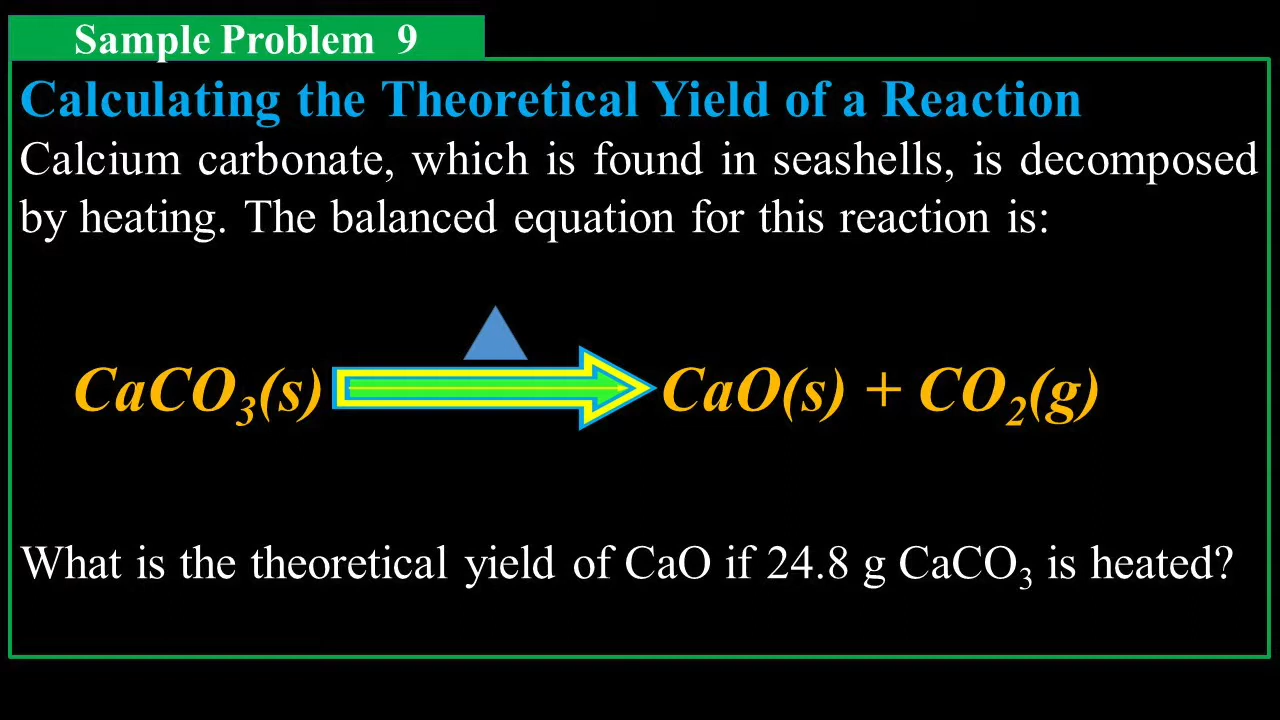 Sample Problem 9
Calculating the Theoretical Yield of a Reaction
Calcium carbonate, which is found in seashells, is decomposed
by heating. The balanced equation for this reaction is:
CaCO₃(s) CaO(s) + CO₂(g)
What is the theoretical yield of CaO if 24.8 g CaCO₃ is heated?